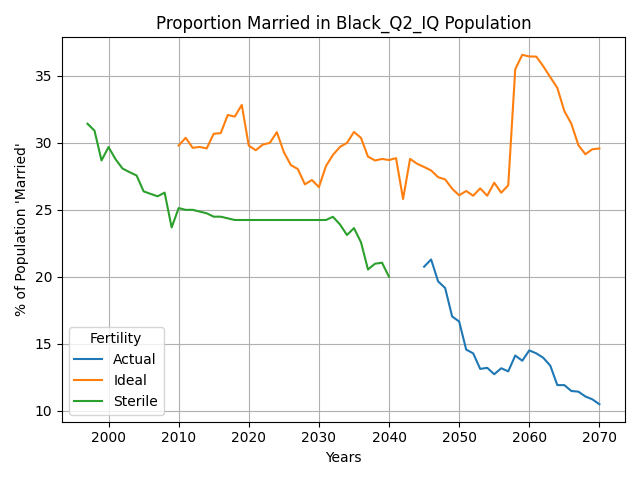 Proportion Married in Black_Q2_IQ Population
% of Population 'Married'
35
30
25
20
15
10
Fertility
Actual
Ideal
Sterile
2000 2010 2020 2030 2040 2050 2060 2070
Years